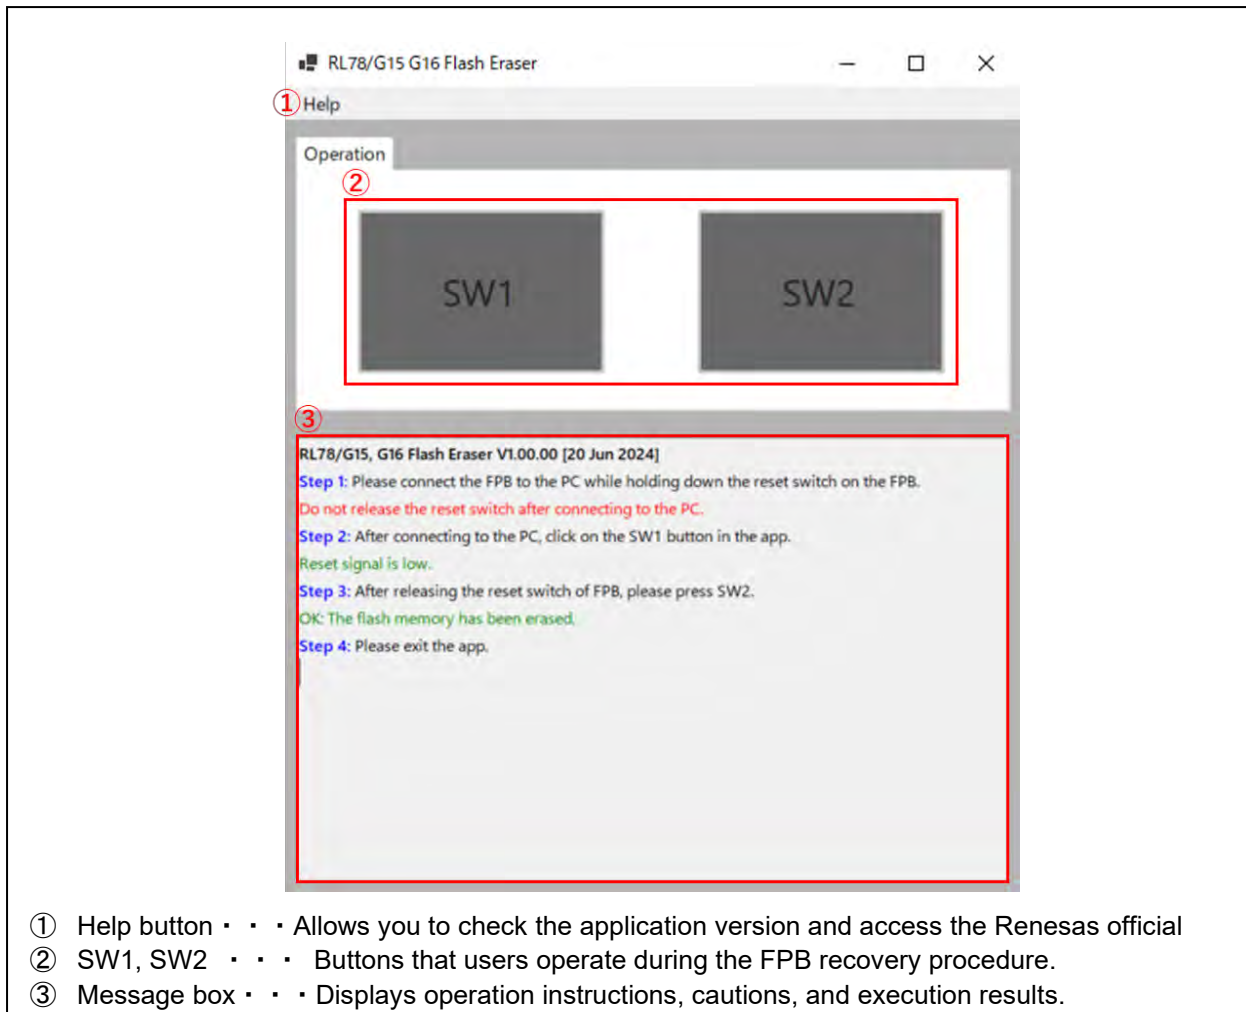 RL78/G15 G16 Flash Eraser
① Help
Operation
②
SW1 SW2
③
RL78/G15, G16 Flash Eraser V1.00.00 [20 Jun 2024]
Step 1: Please connect the FPB to the PC while holding down the reset switch on the FPB.
Do not release the reset switch after connecting to the PC.
Step 2: After connecting to the PC, click on the SW1 button in the app.
Reset signal is low.
Step 3: After releasing the reset switch of FPB, please press SW2.
OK: The flash memory has been erased.
Step 4: Please exit the app.
① Help button・・・Allows you to check the application version and access the Renesas official
② SW1, SW2 ・・・ Buttons that users operate during the FPB recovery procedure.
③ Message box・・・Displays operation instructions, cautions, and execution results.